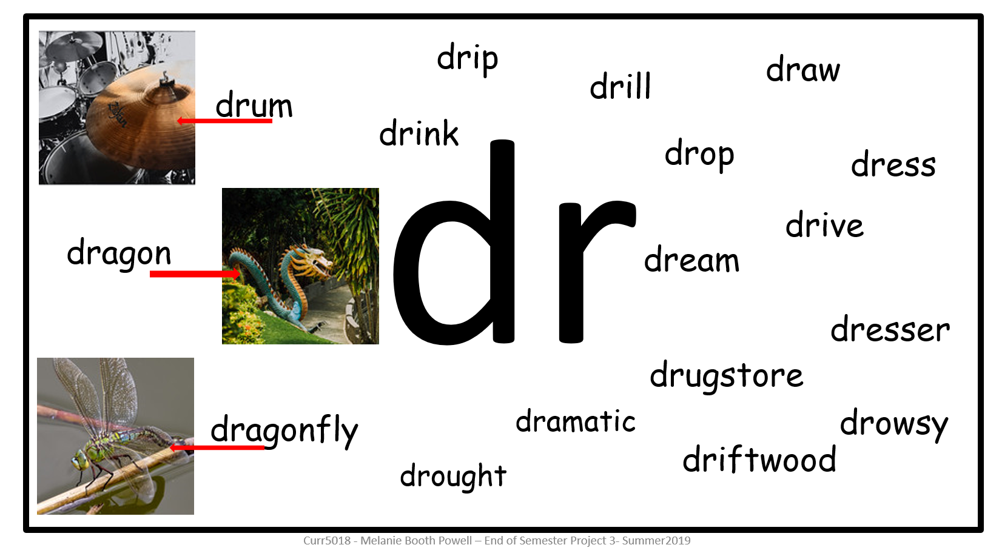 drip
draw
drill
drum
drink
drop
dress
drive
dragon
dr
dream
dresser
drugstore
dramatic
drowsy
dragonfly
driftwood
drought
Zildjian
Curr5018 - Melanie Booth Powell – End of Semester Project 3- Summer2019